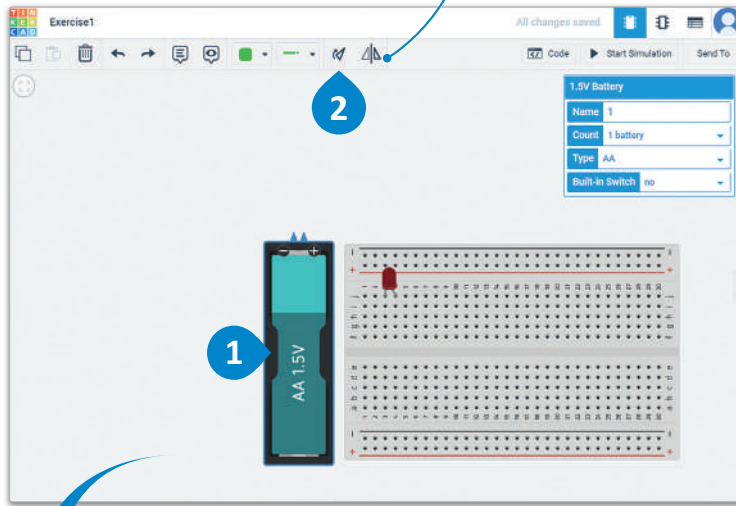 TIN
KER
CAD
Exercise1
All changes saved
Code
Start Simulation
Send To
2
1.5V Battery
Name 1
Count 1 battery
Type AA
Built-in Switch no
1
AA 1.5V